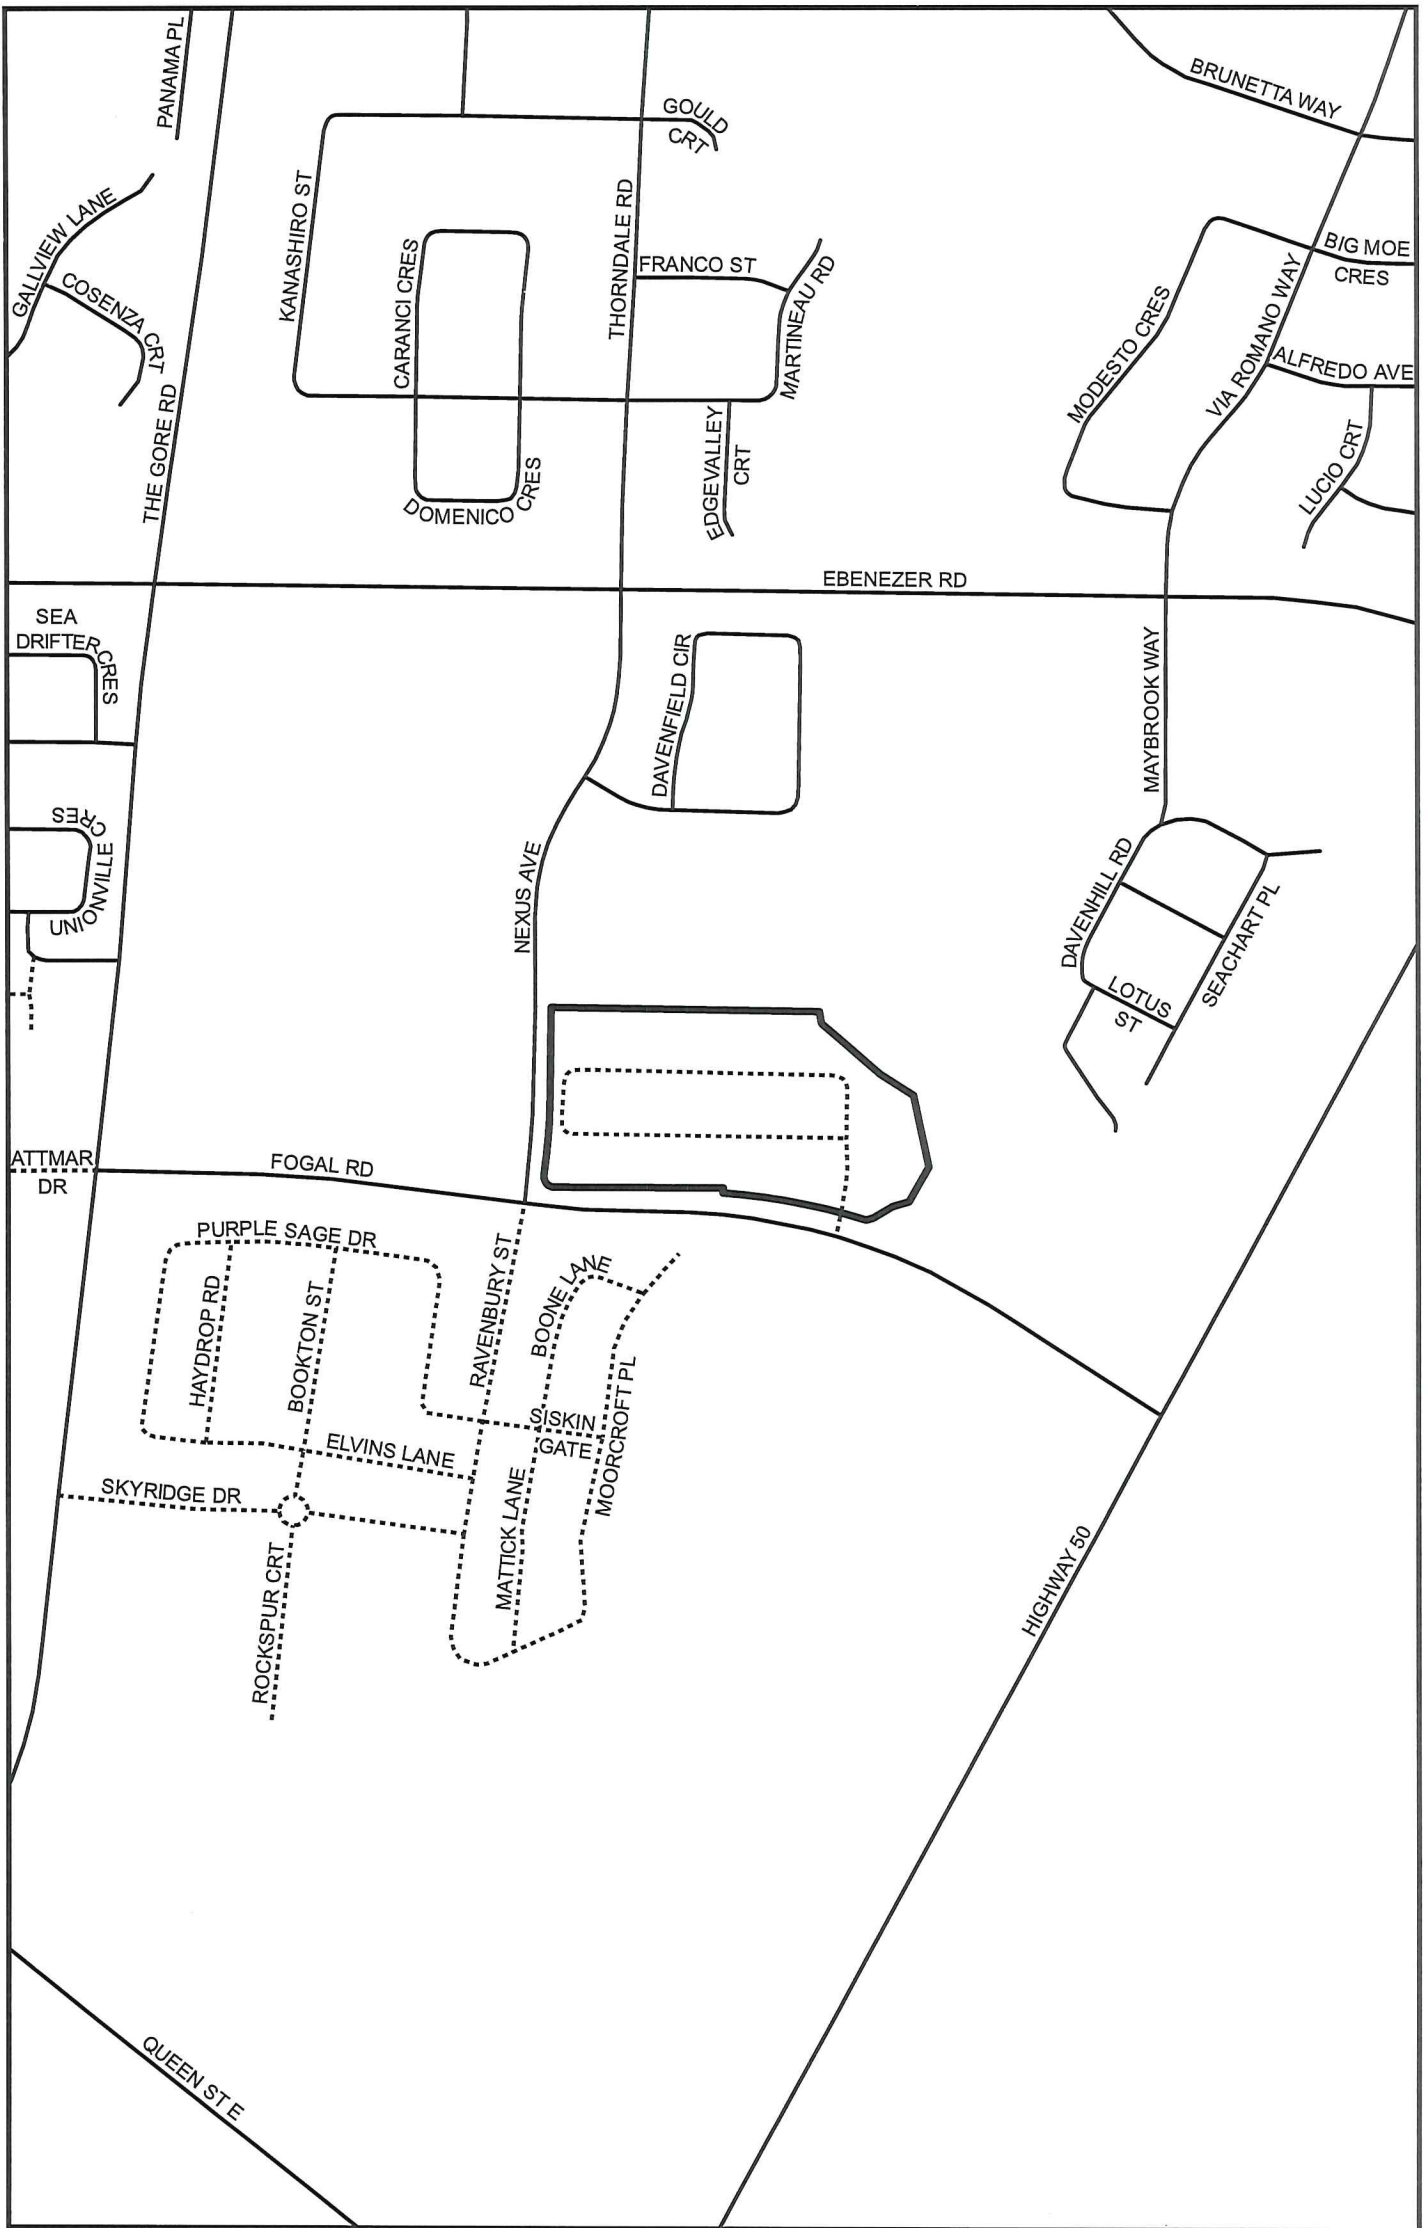 PANAMA PL
BRUNETTA WAY
GOULD
CRT
GALLVIEW LANE
COSENZA CRT
KANASHIRO ST
CARANCI CRES
THORNDALE RD
FRANCO ST
MARTINEAU RD
BIG MOE
CRES
MODESTO CRES
VIA ROMANO WAY
ALFREDO AVE
LUCIO CRT
THE GORE RD
DOMENICO CRES
EDGEVALLEY
CRT
EBENEZER RD
SEA
DRIFTER CRES
DAVENFIELD CIR
MAYBROOK WAY
UNIONVILLE CRES
NEXUS AVE
DAVENHILL RD
SEACHART PL
LOTUS
ST
ATTMAR
DR
FOGAL RD
PURPLE SAGE DR
HAYDROP RD
BOOKTON ST
RAVENBURY ST
BOONE LANE
SISKIN
GATE
MOORCROFT PL
ELVINS LANE
SKYRIDGE DR
MATTICK LANE
ROCKSPUR CRT
HIGHWAY 50
QUEEN ST E